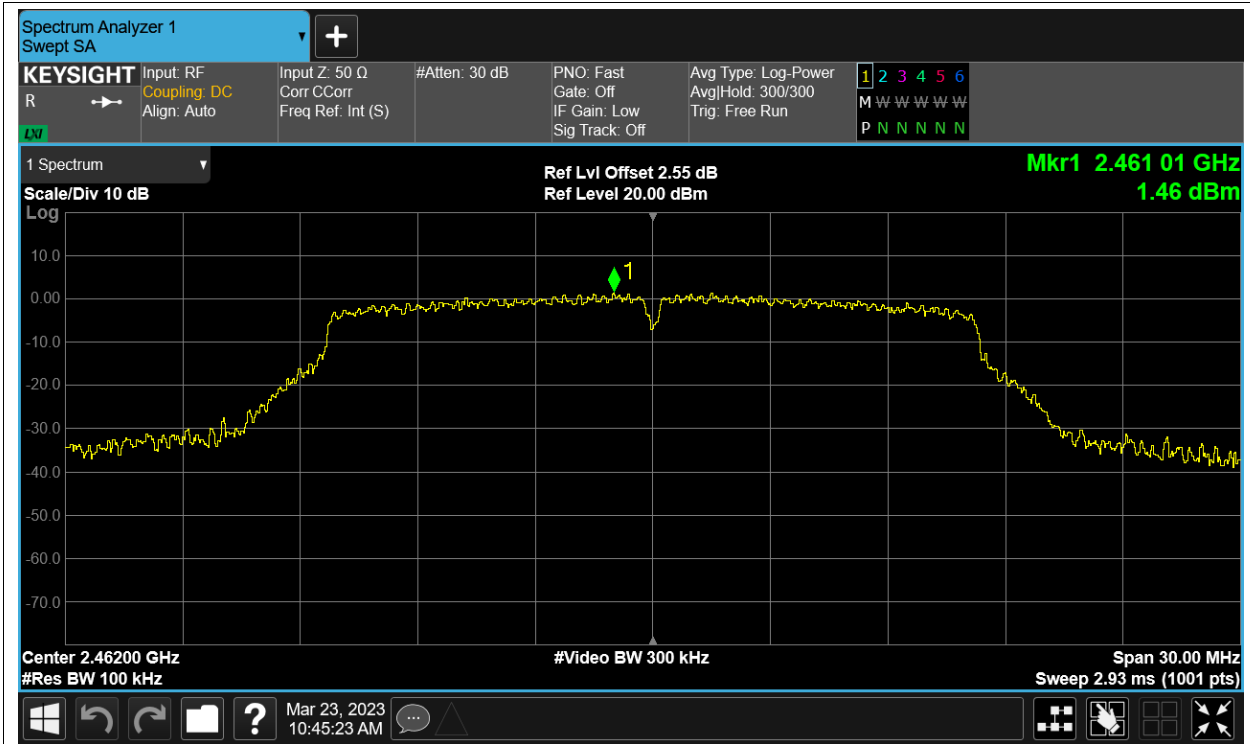 Spectrum Analyzer 1
Swept SA
KEYSIGHT
R
LXI
Input: RF
Coupling: DC
Align: Auto
Input Z: 50 Ω
Corr CCorr
Freq Ref: Int (S)
#Atten: 30 dB
PNO: Fast
Gate: Off
IF Gain: Low
Sig Track: Off
Avg Type: Log-Power
Avg|Hold: 300/300
Trig: Free Run
1 2 3 4 5 6
M W W W W W
P N N N N N
1 Spectrum
Scale/Div 10 dB
Log
Ref Lvl Offset 2.55 dB
Ref Level 20.00 dBm
Mkr1 2.461 01 GHz
1.46 dBm
1
10.0
0.00
-10.0
-20.0
-30.0
-40.0
-50.0
-60.0
-70.0
Center 2.46200 GHz
#Res BW 100 kHz
#Video BW 300 kHz
Span 30.00 MHz
Sweep 2.93 ms (1001 pts)
?
Mar 23, 2023
10:45:23 AM